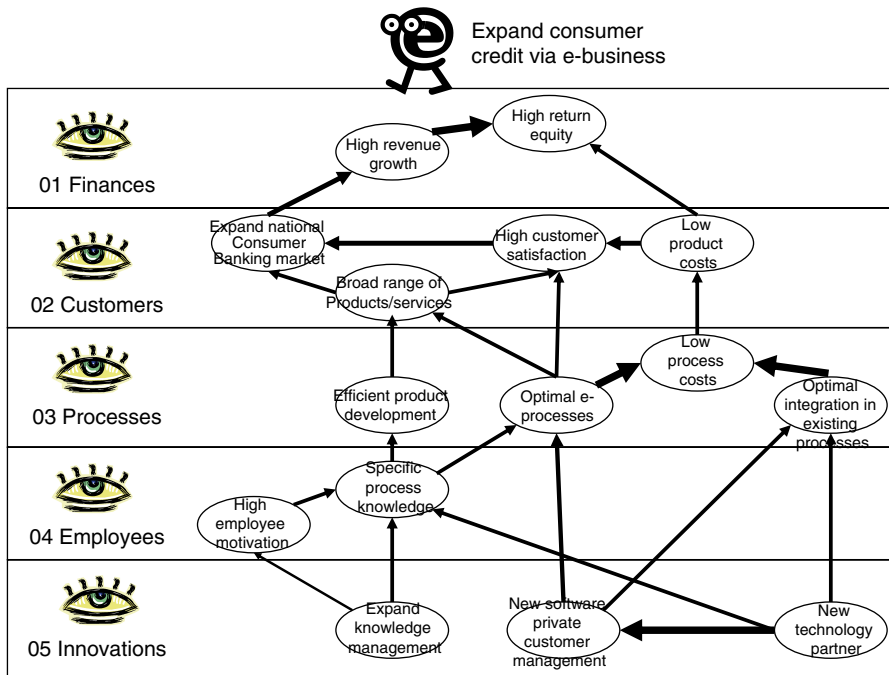 Expand consumer
credit via e-business
High return
equity
High revenue
growth
01 Finances
Expand national
Consumer
Banking market
High customer
satisfaction
Low
product
costs
Broad range of
Products/services
02 Customers
Low
process
costs
Efficient product
development
Optimal e-
processes
Optimal
integration in
existing
processes
03 Processes
Specific
process
knowledge
High
employee
motivation
04 Employees
Expand
knowledge
management
New software
private
customer
management
New
technology
partner
05 Innovations